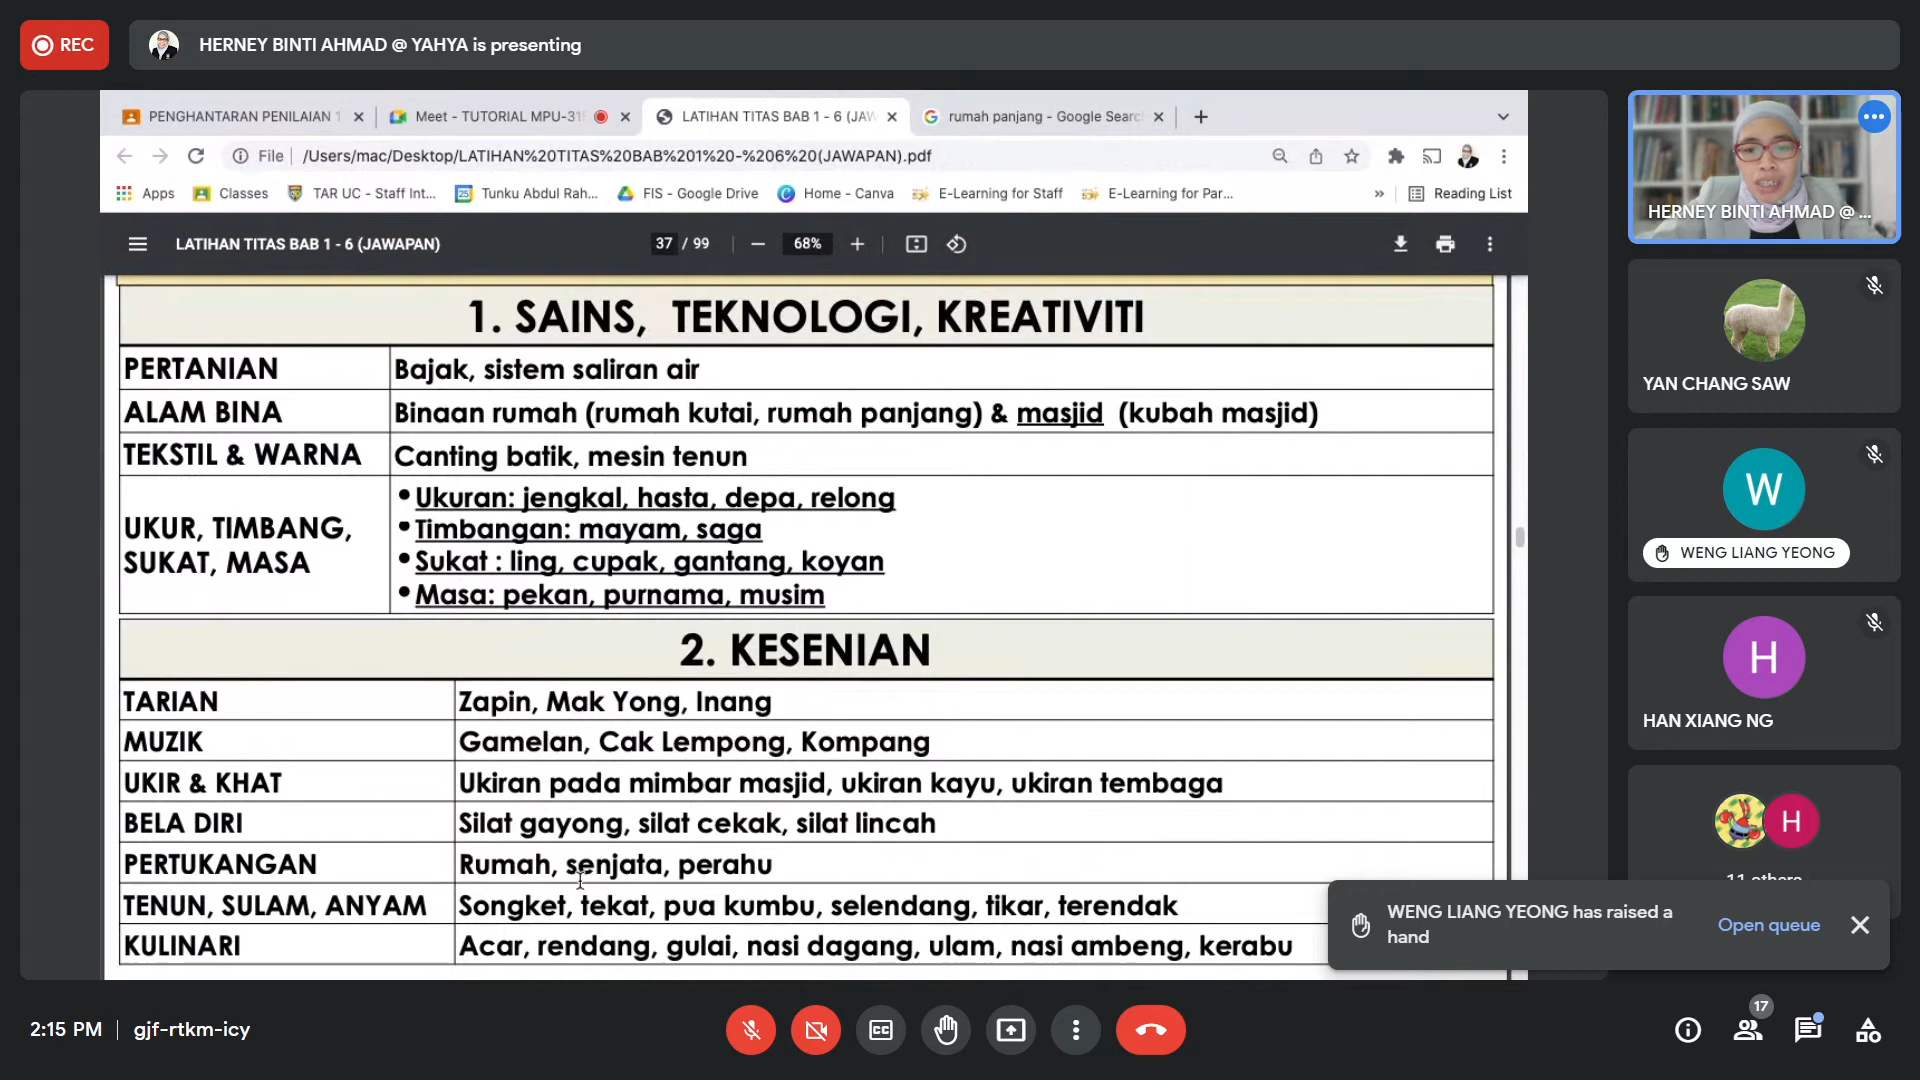 REC
HERNEY BINTI AHMAD @ YAHYA is presenting
PENGHANTARAN PENILAIAN 1
Meet - TUTORIAL MPU-31
LATIHAN TITAS BAB 1 - 6 (JAW
rumah panjang - Google Searc
File
/Users/mac/Desktop/LATIHAN%20TITAS%20BAB%201%20-%206%20(JAWAPAN).pdf
Apps
Classes
TAR UC - Staff Int...
Tunku Abdul Rah...
FIS - Google Drive
Home - Canva
E-Learning for Staff
E-Learning for Par...
»
Reading List
LATIHAN TITAS BAB 1 - 6 (JAWAPAN)
37 / 99
68%
1. SAINS, TEKNOLOGI, KREATIVITI
PERTANIAN
Bajak, sistem saliran air
ALAM BINA
Binaan rumah (rumah kutai, rumah panjang) & masjid (kubah masjid)
TEKSTIL & WARNA
Canting batik, mesin tenun
UKUR, TIMBANG,
SUKAT, MASA
• Ukuran: jengkal, hasta, depa, relong
• Timbangan: mayam, saga
• Sukat : ling, cupak, gantang, koyan
• Masa: pekan, purnama, musim
2. KESENIAN
TARIAN
Zapin, Mak Yong, Inang
MUZIK
Gamelan, Cak Lempong, Kompang
UKIR & KHAT
Ukiran pada mimbar masjid, ukiran kayu, ukiran tembaga
BELA DIRI
Silat gayong, silat cekak, silat lincah
PERTUKANGAN
Rumah, senjata, perahu
TENUN, SULAM, ANYAM
Songket, tekat, pua kumbu, selendang, tikar, terendak
KULINARI
Acar, rendang, gulai, nasi dagang, ulam, nasi ambeng, kerabu
HERNEY BINTI AHMAD @ ...
YAN CHANG SAW
W
WENG LIANG YEONG
H
HAN XIANG NG
H
11 others
WENG LIANG YEONG has raised a
hand
Open queue
2:15 PM
gjf-rtkm-icy
CC
17